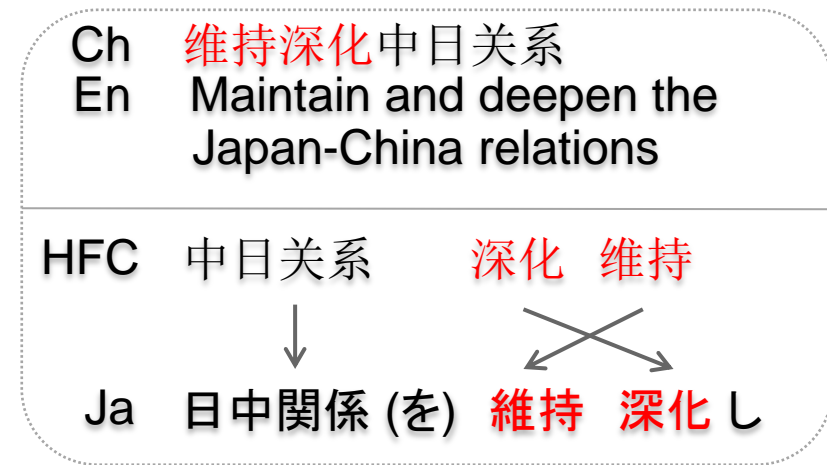 Ch 维持深化中日关系
En Maintain and deepen the
Japan-China relations
HFC 中日关系 深化 维持
Ja 日中関係 (を) 維持 深化 し